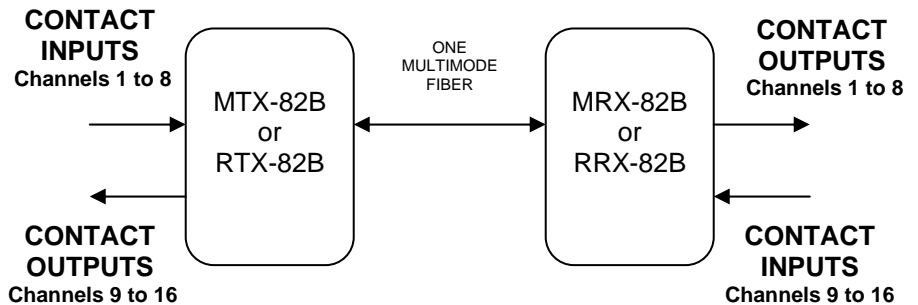 CONTACT
INPUTS
Channels 1 to 8
MTX-82B
or
RTX-82B
ONE
MULTIMODE
FIBER
MRX-82B
or
RRX-82B
CONTACT
OUTPUTS
Channels 1 to 8
CONTACT
OUTPUTS
Channels 9 to 16
CONTACT
INPUTS
Channels 9 to 16